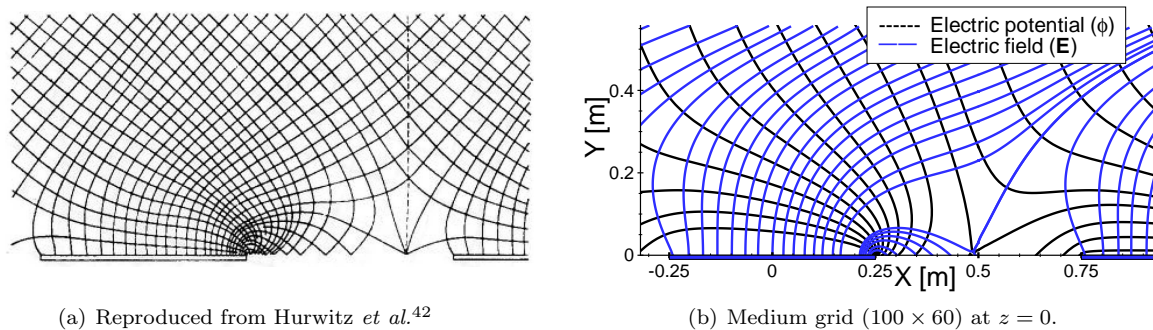 Electric potential (ϕ)
Electric field (E)
0.4
0.2
0
Y [m]
-0.25
0
0.25
0.5
0.75
X [m]
(a) Reproduced from Hurwitz et al.42
(b) Medium grid (100 × 60) at z = 0.